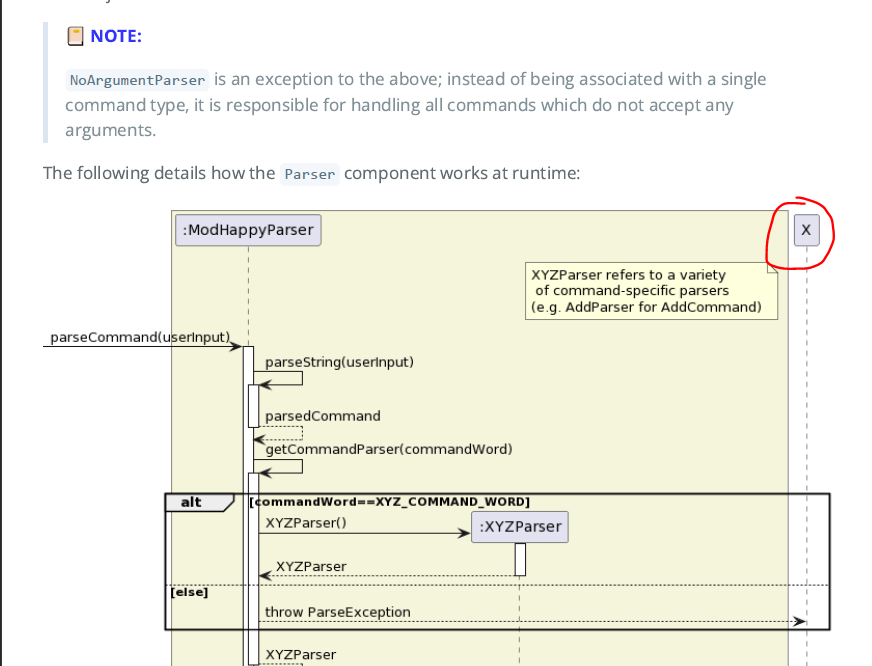 NOTE:
NoArgumentParser is an exception to the above; instead of being associated with a single
command type, it is responsible for handling all commands which do not accept any
arguments.
The following details how the Parser component works at runtime:
:ModHappyParser
X
XYZParser refers to a variety
of command-specific parsers
(e.g. AddParser for AddCommand)
parseCommand(userInput)
parseString(userInput)
parsedCommand
getCommandParser(commandWord)
alt [commandWord==XYZ_COMMAND_WORD]
XYZParser()
:XYZParser
XYZParser
[else]
throw ParseException
XYZParser